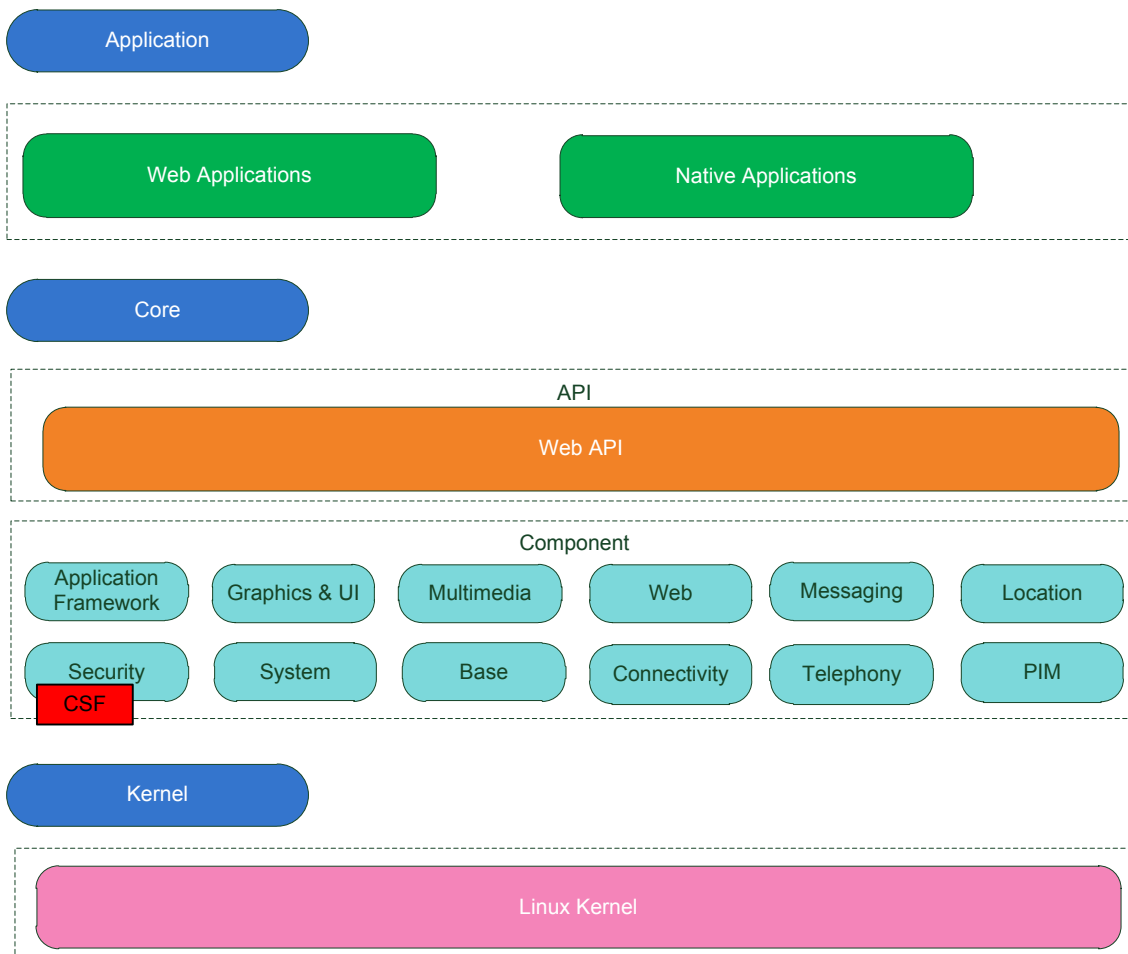 Application
Web Applications
Native Applications
Core
API
Web API
Component
Application
Framework
Graphics & UI
Multimedia
Web
Messaging
Location
Security
System
Base
Connectivity
Telephony
PIM
CSF
Kernel
Linux Kernel